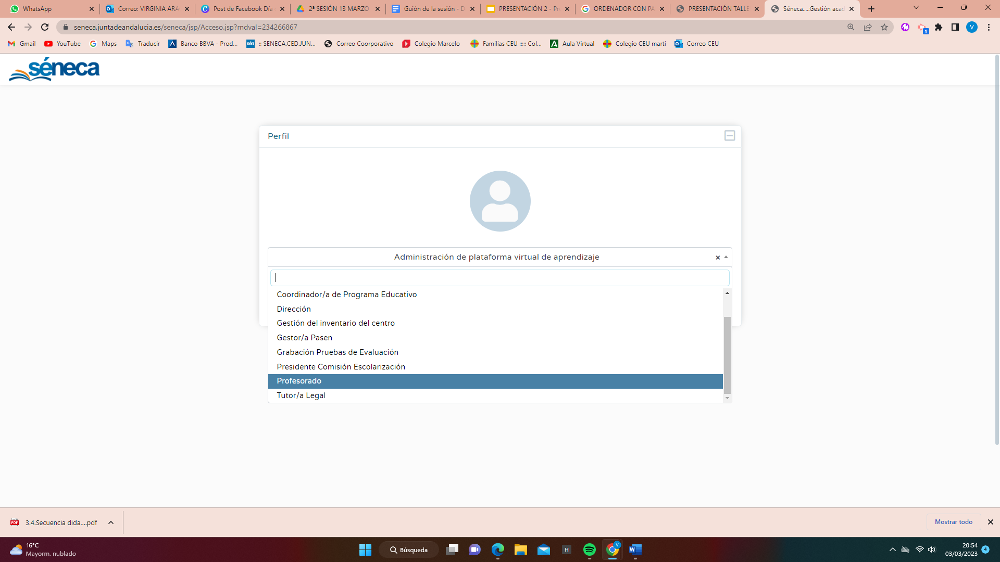 WhatsApp
Correo: VIRGINIA ARA
Post de Facebook Día
2ª SESIÓN 13 MARZO
Guión de la sesión - D
PRESENTACIÓN 2 - Pr
ORDENADOR CON PA
PRESENTACIÓN TALLE
Séneca.....Gestión acad
seneca.juntadeandalucia.es/seneca/jsp/Acceso.jsp?rndval=234266867
1
V
Gmail
YouTube
Maps
Traducir
Banco BBVA - Prod...
sén
:: SENECA.CED.JUN...
Correo Coorporativo
Colegio Marcelo
Familias CEU ::::: Col...
Aula Virtual
Colegio CEU marti
Correo CEU
séneca
Perfil
Administración de plataforma virtual de aprendizaje
Coordinador/a de Programa Educativo
Dirección
Gestión del inventario del centro
Gestor/a Pasen
Grabación Pruebas de Evaluación
Presidente Comisión Escolarización
Profesorado
Tutor/a Legal
PDF
3.4.Secuencia dida....pdf
Mostrar todo
16°C
Mayorm. nublado
Búsqueda
H
V
W
20:54
03/03/2023
4